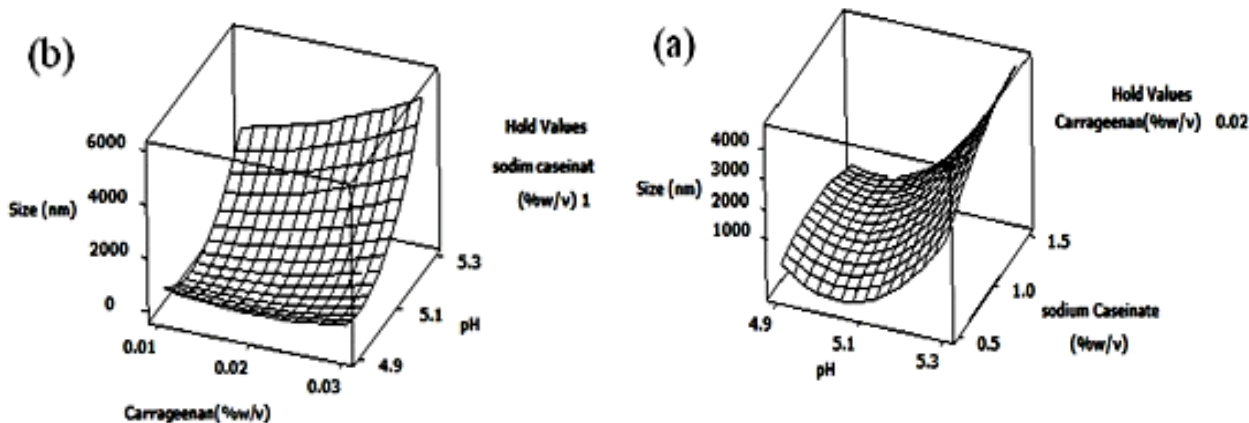 (b)
Hold Values
sodim caseinat
(%w/v) 1
6000
4000
Size (nm)
2000
0
5.3
5.1
pH
4.9
0.01
0.02
0.03
Carrageenan(%w/v)
(a)
Hold Values
Carrageenan(%w/v) 0.02
4000
3000
Size (nm)
2000
1000
1.5
1.0
sodium Caseinate
(%w/v)
0.5
4.9
5.1
5.3
pH